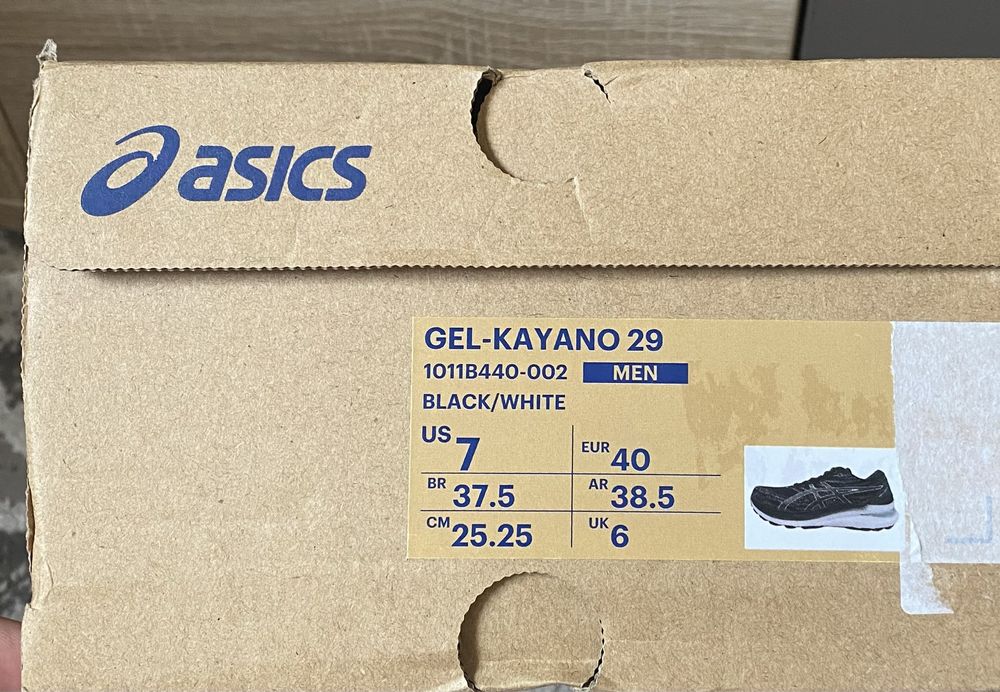 asics
GEL-KAYANO 29
1011B440-002 MEN
BLACK/WHITE
US 7 EUR 40
BR 37.5 AR 38.5
CM 25.25 UK 6